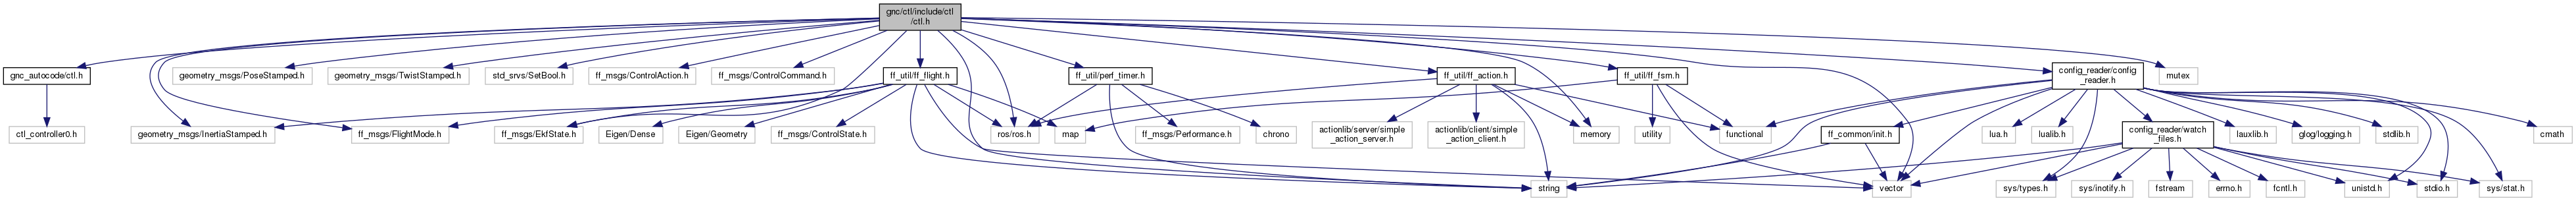 gnc/ctl/include/ctl
/ctl.h
gnc_autocode/ctl.h
geometry_msgs/PoseStamped.h
geometry_msgs/TwistStamped.h
std_srvs/SetBool.h
ff_msgs/ControlAction.h
ff_msgs/ControlCommand.h
ff_util/ff_flight.h
ff_util/perf_timer.h
ff_util/ff_action.h
ff_util/ff_fsm.h
config_reader/config
_reader.h
mutex
ctl_controller0.h
geometry_msgs/InertiaStamped.h
ff_msgs/FlightMode.h
ff_msgs/EkfState.h
Eigen/Dense
Eigen/Geometry
ff_msgs/ControlState.h
ros/ros.h
map
ff_msgs/Performance.h
chrono
actionlib/server/simple
_action_server.h
actionlib/client/simple
_action_client.h
memory
utility
functional
ff_common/init.h
lua.h
lualib.h
config_reader/watch
_files.h
lauxlib.h
glog/logging.h
stdlib.h
cmath
string
vector
sys/types.h
sys/inotify.h
fstream
errno.h
fcntl.h
unistd.h
stdio.h
sys/stat.h